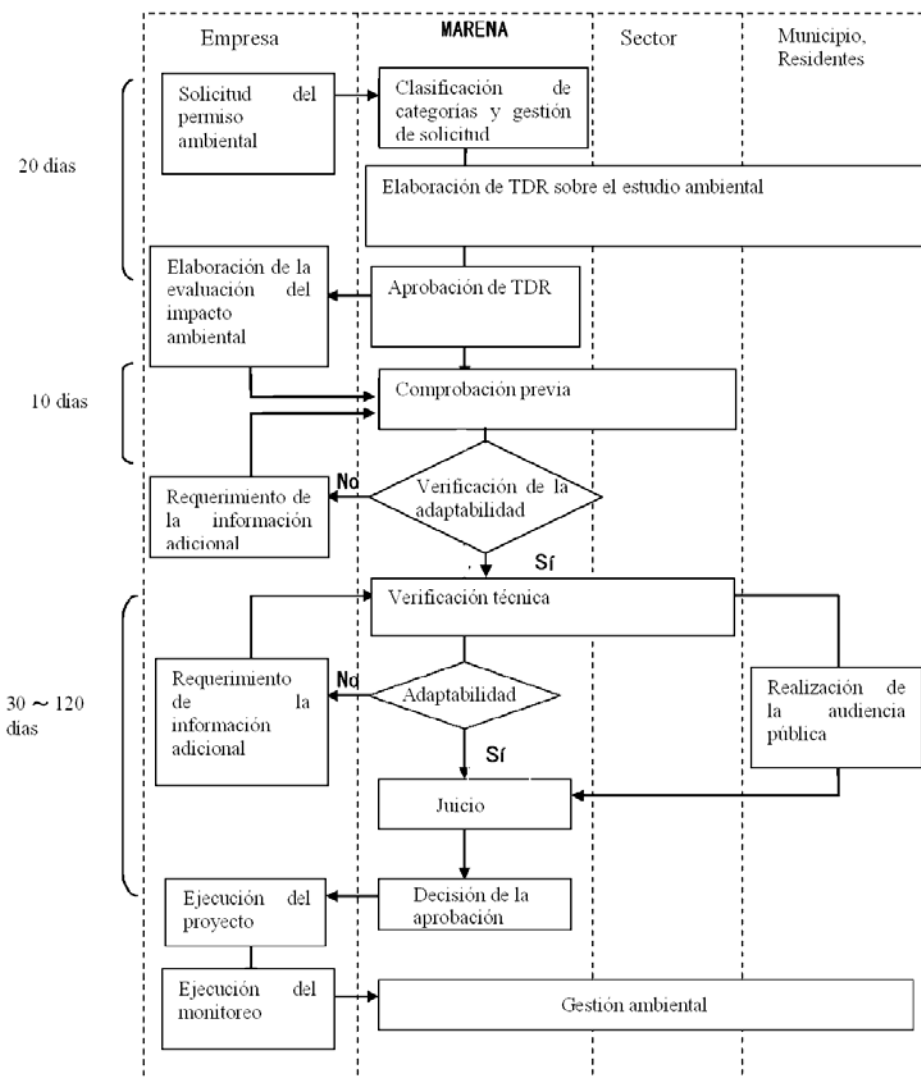 Empresa
MARENA
Sector
Municipio,
Residentes
Solicitud del
permiso
ambiental
Clasificación de
categorías y gestión
de solicitud
20 días
Elaboración de TDR sobre el estudio ambiental
Elaboración de la
evaluación del
impacto
ambiental
Aprobación de TDR
10 días
Comprobación previa
Requerimiento de
la información
adicional
No
Verificación de la
adaptabilidad
Sí
Verificación técnica
30 ~ 120
días
Requerimiento
de la
información
adicional
No
Adaptabilidad
Realización de
la audiencia
pública
Sí
Juicio
Ejecución del
proyecto
Decisión de la
aprobación
Ejecución del
monitoreo
Gestión ambiental